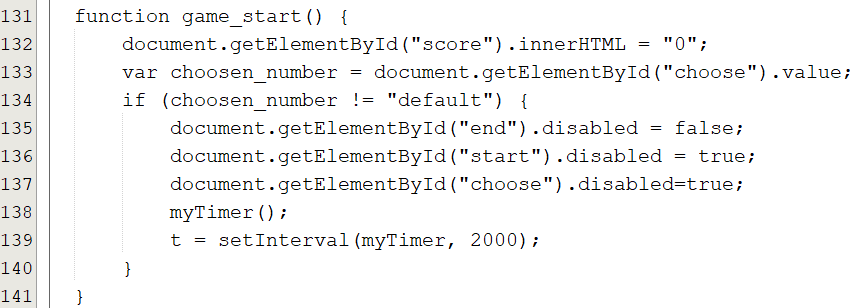 131 function game_start() {
132 document.getElementById("score").innerHTML = "0";
133 var choosen_number = document.getElementById("choose").value;
134 if (choosen_number != "default") {
135 document.getElementById("end").disabled = false;
136 document.getElementById("start").disabled = true;
137 document.getElementById("choose").disabled=true;
138 myTimer();
139 t = setInterval(myTimer, 2000);
140 }
141 }